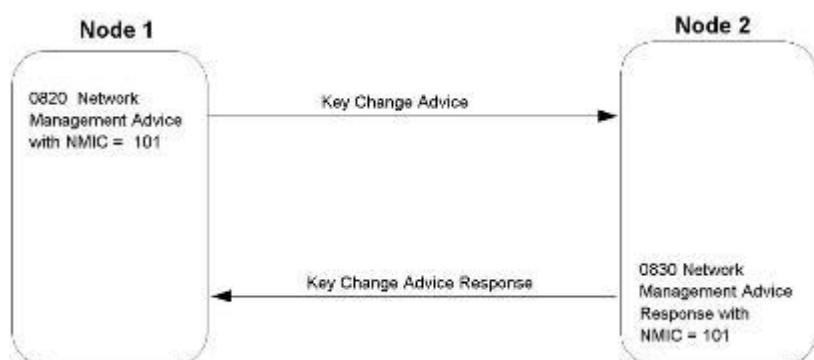 Node 1
Node 2
0820 Network
Management Advice
with NMIC = 101
Key Change Advice
Key Change Advice Response
0830 Network
Management Advice
Response with
NMIC = 101